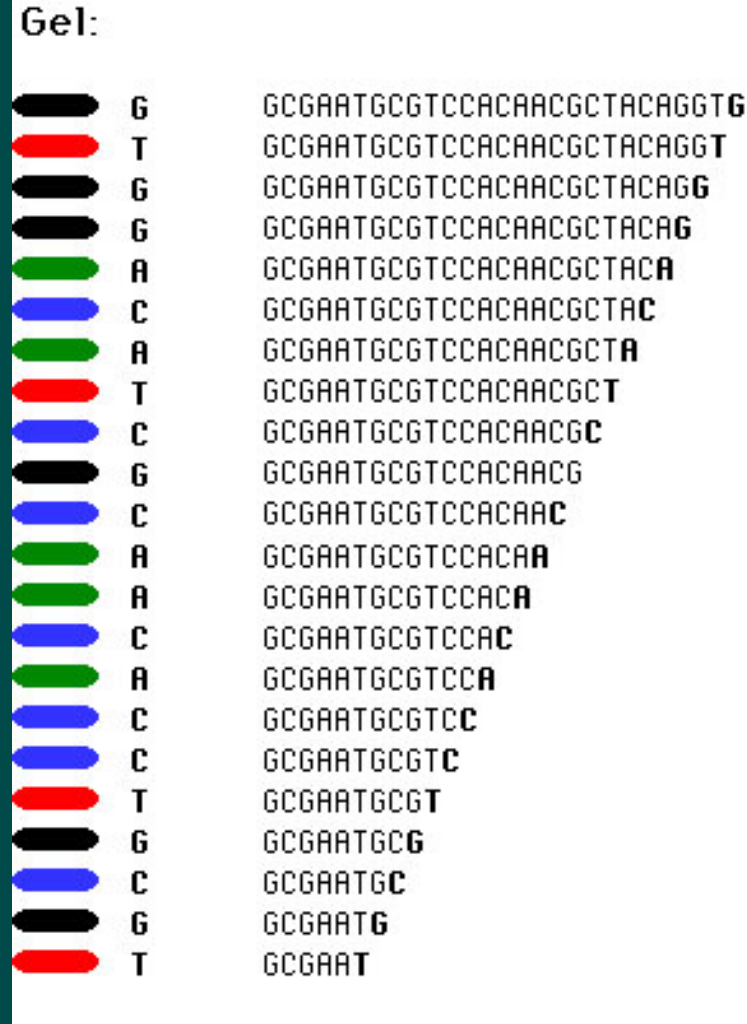 Gel:
G GCGAATGCGTCCACAACGCTACAGGTG
T GCGAATGCGTCCACAACGCTACAGGT
G GCGAATGCGTCCACAACGCTACAGG
G GCGAATGCGTCCACAACGCTACAG
A GCGAATGCGTCCACAACGCTACA
C GCGAATGCGTCCACAACGCTAC
A GCGAATGCGTCCACAACGCTA
T GCGAATGCGTCCACAACGCT
C GCGAATGCGTCCACAACGC
G GCGAATGCGTCCACAACG
C GCGAATGCGTCCACAAC
A GCGAATGCGTCCACAA
A GCGAATGCGTCCACA
C GCGAATGCGTCCAC
A GCGAATGCGTCCA
C GCGAATGCGTCC
C GCGAATGCGTC
T GCGAATGCGT
G GCGAATGCG
C GCGAATGC
G GCGAATG
T GCGAAT